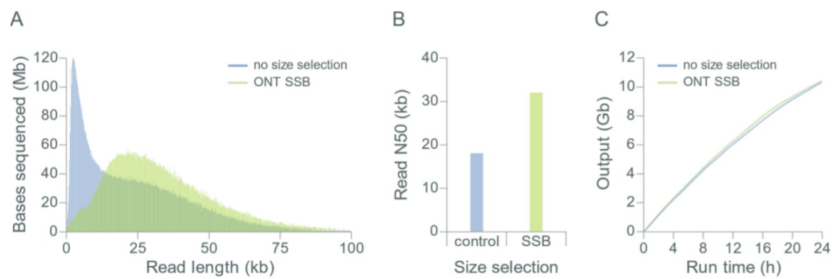 A
Bases sequenced (Mb)
120
100
80
60
40
20
0
no size selection
ONT SSB
0 25 50 75 100
Read length (kb)
B
Read N50 (kb)
40
30
20
10
0
control SSB
Size selection
C
Output (Gb)
12
10
8
6
4
2
0
no size selection
ONT SSB
0 4 8 12 16 20 24
Run time (h)